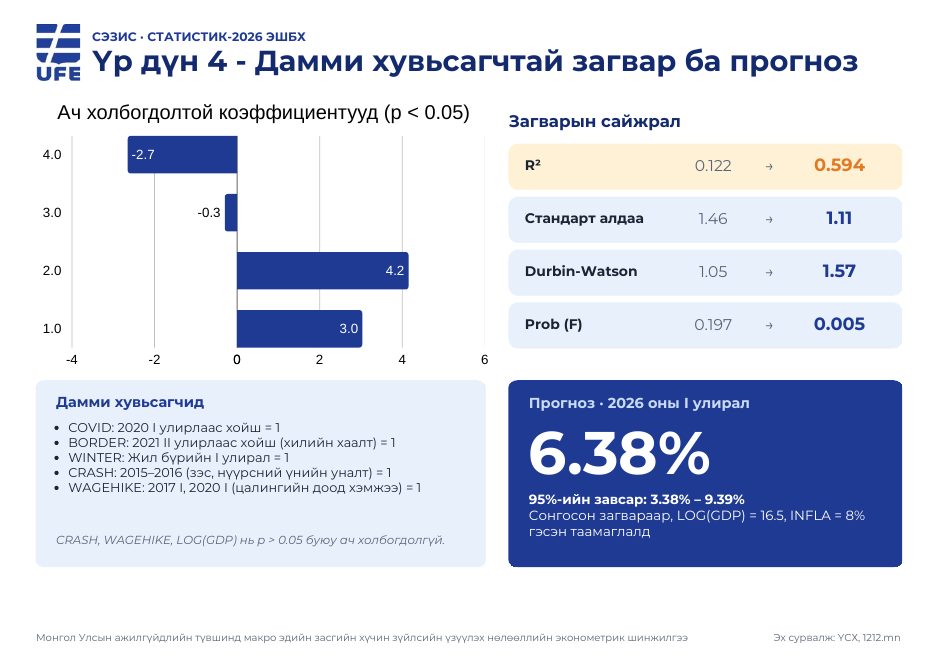 UFE
СЭЗИС · СТАТИСТИК-2026 ЭШБХ
Үр дүн 4 - Дамми хувьсагчтай загвар ба прогноз
Ач холбогдолтой коэффициентууд (p < 0.05)
4.0
-2.7
3.0
-0.3
2.0
4.2
1.0
3.0
-4 -2 0 2 4 6
Загварын сайжрал
R² 0.122 → 0.594
Стандарт алдаа 1.46 → 1.11
Durbin-Watson 1.05 → 1.57
Prob (F) 0.197 → 0.005
Дамми хувьсагчид
• COVID: 2020 I улирлаас хойш = 1
• BORDER: 2021 II улирлаас хойш (хилийн хаалт) = 1
• WINTER: Жил бүрийн I улирал = 1
• CRASH: 2015–2016 (зэс, нүүрсний үнийн уналт) = 1
• WAGEHIKE: 2017 I, 2020 I (цалингийн доод хэмжээ) = 1
CRASH, WAGEHIKE, LOG(GDP) нь p > 0.05 буюу ач холбогдолгүй.
Прогноз · 2026 оны I улирал
6.38%
95%-ийн завсар: 3.38% – 9.39%
Сонгосон загвараар, LOG(GDP) = 16.5, INFLA = 8%
гэсэн таамаглалд
Монгол Улсын ажилгүйдлийн түвшинд макро эдийн засгийн хүчин зүйлсийн үзүүлэх нөлөөллийн эконометрик шинжилгээ
Эх сурвалж: ҮСХ, 1212.mn